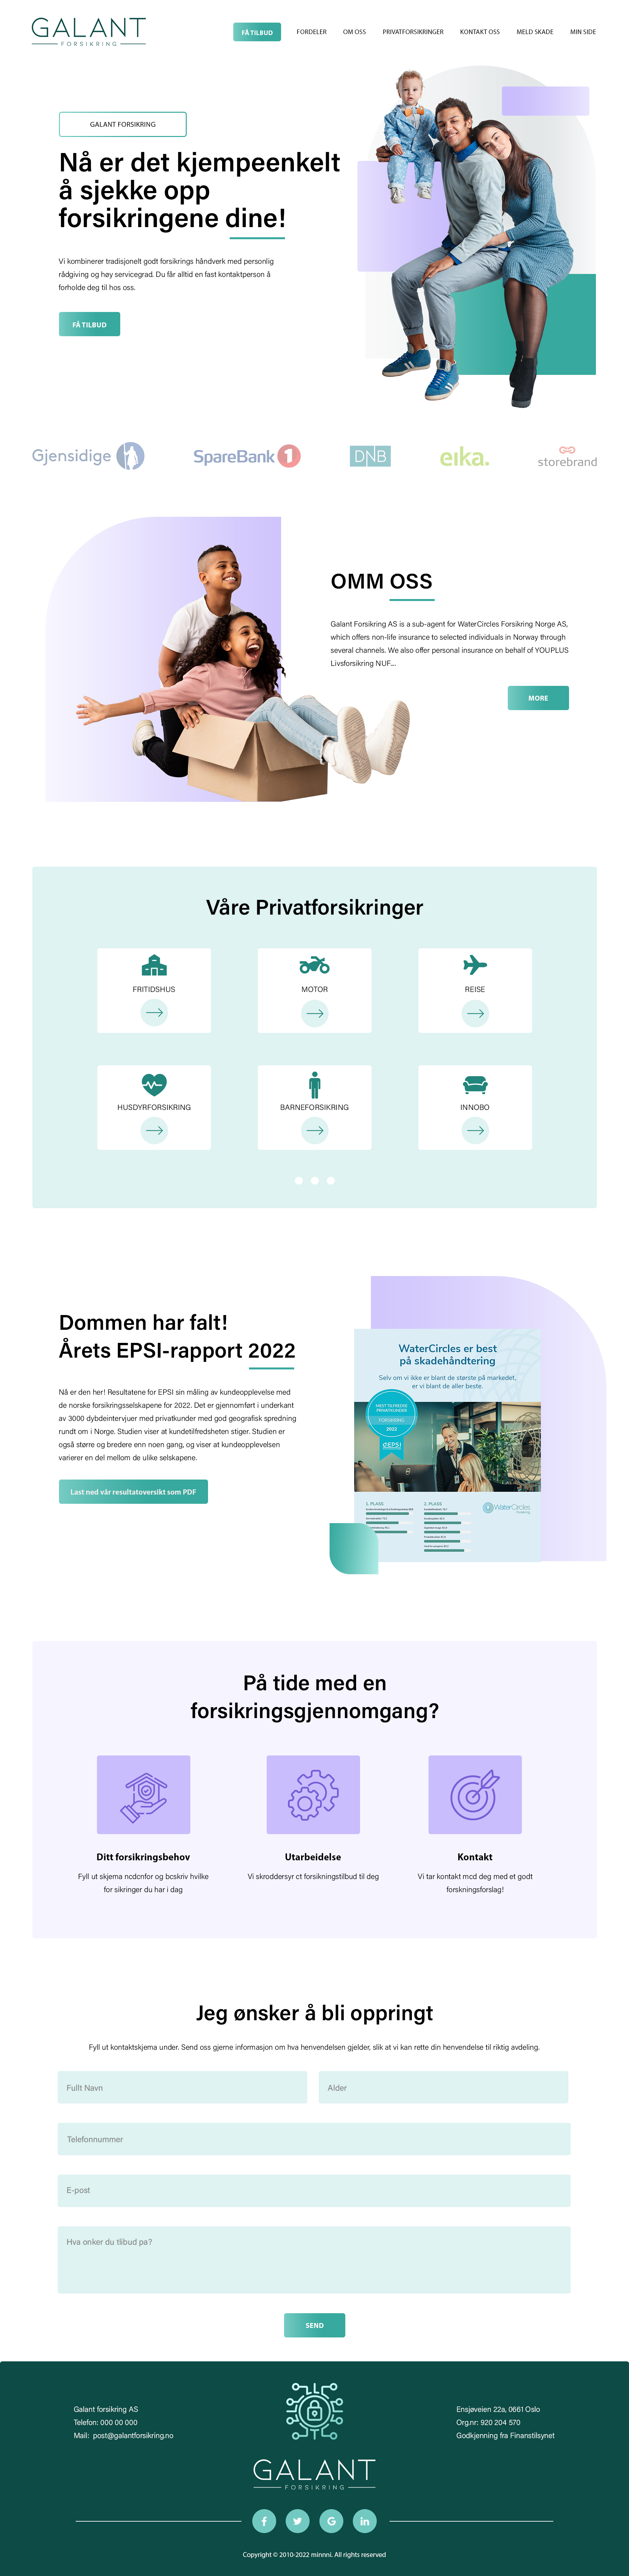 GALANT
FORSIKRING
FÅ TILBUD
FORDELER
OM OSS
PRIVATFORSIKRINGER
KONTAKT OSS
MELD SKADE
MIN SIDE
GALANT FORSIKRING
Nå er det kjempeenkelt
å sjekke opp
forsikringene dine!
Vi kombinerer tradisjonelt godt forsikrings håndverk med personlig
rådgiving og høy servicegrad. Du får alltid en fast kontaktperson å
forholde deg til hos oss.
FÅ TILBUD
Gjensidige
SpareBank 1
DNB
eika.
storebrand
OMM OSS
Galant Forsikring AS is a sub-agent for WaterCircles Forsikring Norge AS,
which offers non-life insurance to selected individuals in Norway through
several channels. We also offer personal insurance on behalf of YOUPLUS
Livsforsikring NUF....
MORE
Våre Privatforsikringer
FRITIDSHUS
MOTOR
REISE
HUSDYRFORSIKRING
BARNEFORSIKRING
INNOBO
Dommen har falt!
Årets EPSI-rapport 2022
Nå er den her! Resultatene for EPSI sin måling av kundeopplevelse med
de norske forsikringsselskapene for 2022. Det er gjennomført i underkant
av 3000 dybdeintervjuer med privatkunder med god geografisk spredning
rundt om i Norge. Studien viser at kundetilfredsheten stiger. Studien er
også større og bredere enn noen gang, og viser at kundeopplevelsen
varierer en del mellom de ulike selskapene.
Last ned vår resultatoversikt som PDF
WaterCircles er best
på skadehåndtering
Selv om vi ikke er blant de største på markedet,
er vi blant de aller beste.
MEST TILFREDSE
PRIVATKUNDER
FORSIKRING
2022
EPSI
1. PLASS
2. PLASS
WaterCircles
Forsikring
På tide med en
forsikringsgjennomgang?
Ditt forsikringsbehov
Fyll ut skjema ncdcnfor og bcskriv hvilke
for sikringer du har i dag
Utarbeidelse
Vi skroddersyr ct forsikningstilbud til deg
Kontakt
Vi tar kontakt mcd deg med et godt
forskningsforslag!
Jeg ønsker å bli oppringt
Fyll ut kontaktskjema under. Send oss gjerne informasjon om hva henvendelsen gjelder, slik at vi kan rette din henvendelse til riktig avdeling.
Fullt Navn
Alder
Telefonnummer
E-post
Hva onker du tlibud pa?
SEND
Galant forsikring AS
Telefon: 000 00 000
Mail: post@galantforsikring.no
GALANT
FORSIKRING
Ensjøveien 22a, 0661 Oslo
Org.nr: 920 204 570
Godkjenning fra Finanstilsynet
Copyright © 2010-2022 minnni. All rights reserved